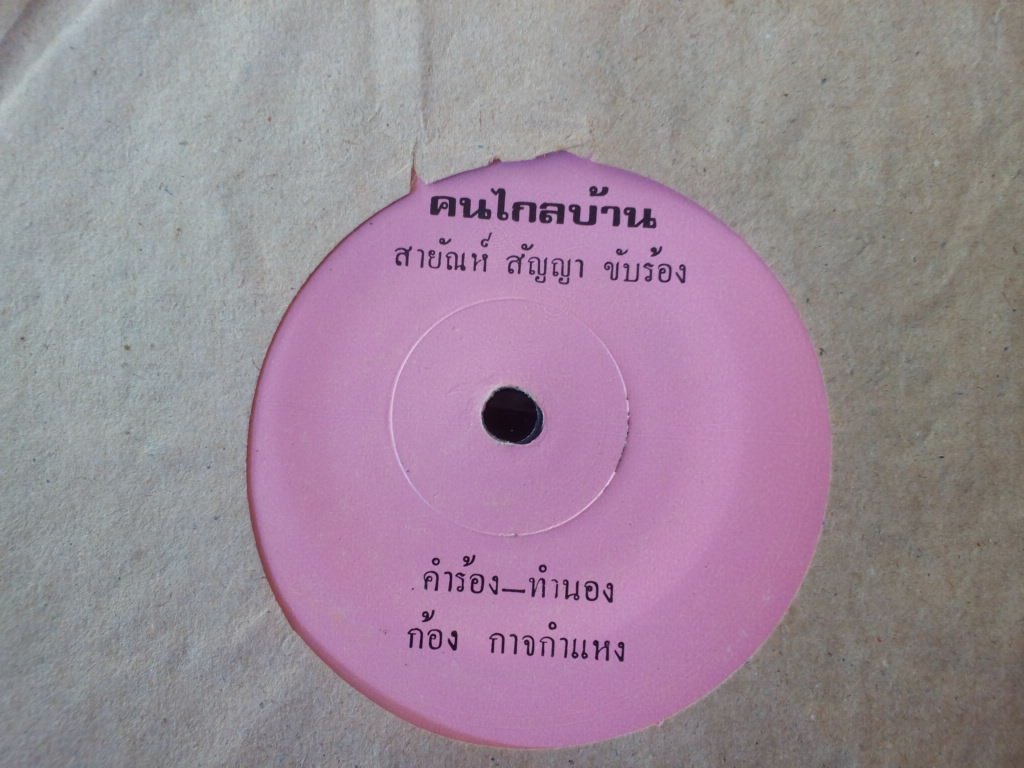 คนไกลบ้าน
สายัณห์ สัญญา ขับร้อง
คำร้อง—ทำนอง
ก้อง กาจกำแหง